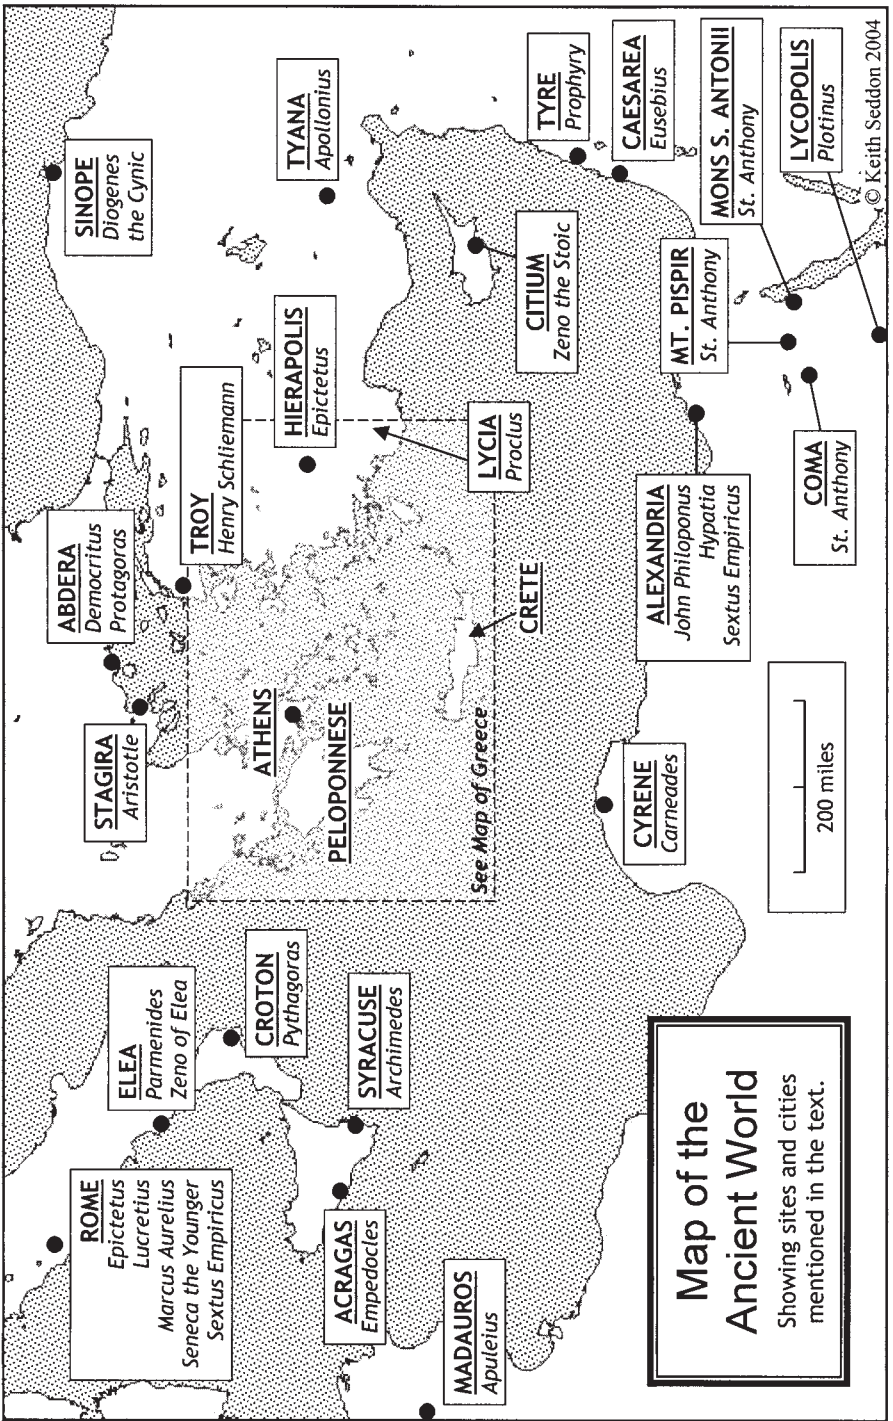 SINOPE
Diogenes
the Cynic
TYANA
Apollonius
TYRE
Prophyry
CAESAREA
Eusebius
MONS S. ANTONII
St. Anthony
LYCOPOLIS
Plotinus
© Keith Seddon 2004
CITIUM
Zeno the Stoic
MT. PISPIR
St. Anthony
HIERAPOLIS
Epictetus
TROY
Henry Schliemann
LYCIA
Proclus
COMA
St. Anthony
ALEXANDRIA
John Philoponus
Hypatia
Sextus Empiricus
ABDERA
Democritus
Protagoras
STAGIRA
Aristotle
ATHENS
PELOPONNESE
CRETE
See Map of Greece
CYRENE
Carneades
200 miles
ELEA
Parmenides
Zeno of Elea
CROTON
Pythagoras
SYRACUSE
Archimedes
ROME
Epictetus
Lucretius
Marcus Aurelius
Seneca the Younger
Sextus Empiricus
ACRAGAS
Empedocles
MADAUROS
Apuleius
Map of the
Ancient World
Showing sites and cities
mentioned in the text.